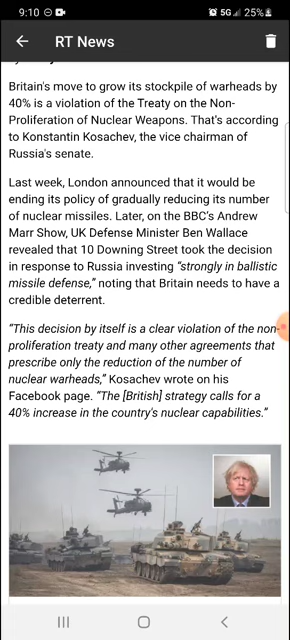 9:10 5G 25%
RT News
Britain's move to grow its stockpile of warheads by
40% is a violation of the Treaty on the Non-
Proliferation of Nuclear Weapons. That's according
to Konstantin Kosachev, the vice chairman of
Russia's senate.
Last week, London announced that it would be
ending its policy of gradually reducing its number
of nuclear missiles. Later, on the BBC's Andrew
Marr Show, UK Defense Minister Ben Wallace
revealed that 10 Downing Street took the decision
in response to Russia investing “strongly in ballistic
missile defense,” noting that Britain needs to have a
credible deterrent.
“This decision by itself is a clear violation of the non-
proliferation treaty and many other agreements that
prescribe only the reduction of the number of
nuclear warheads,” Kosachev wrote on his
Facebook page. “The [British] strategy calls for a
40% increase in the country's nuclear capabilities.”